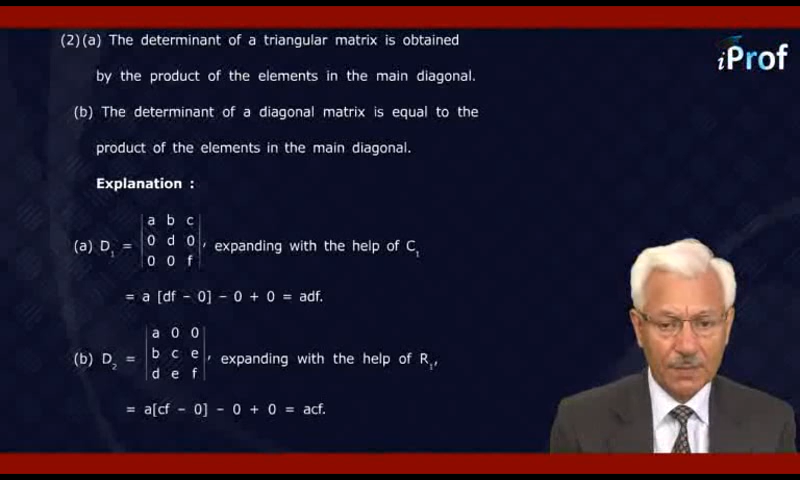 (2)(a) The determinant of a triangular matrix is obtained
by the product of the elements in the main diagonal.
(b) The determinant of a diagonal matrix is equal to the
product of the elements in the main diagonal.
Explanation :
a b c
(a) D₁ = 0 d 0 , expanding with the help of C₁
0 0 f
= a [df – 0] – 0 + 0 = adf.
a 0 0
(b) D₂ = b c e , expanding with the help of R₁,
d e f
= a[cf – 0] – 0 + 0 = acf.
iProf